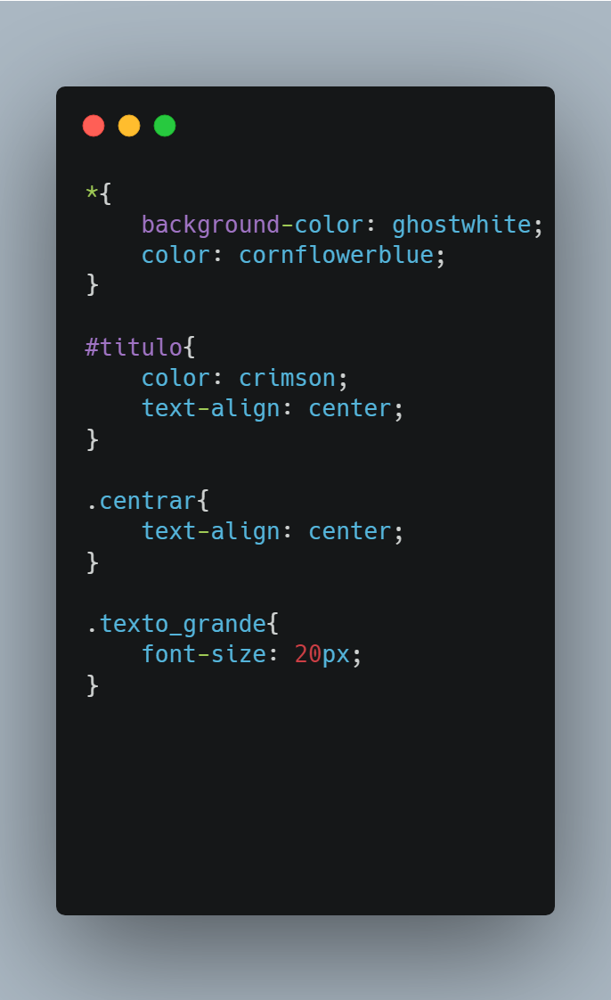 *{
    background-color: ghostwhite;
    color: cornflowerblue;
}

#titulo{
    color: crimson;
    text-align: center;
}

.centrar{
    text-align: center;
}

.texto_grande{
    font-size: 20px;
}